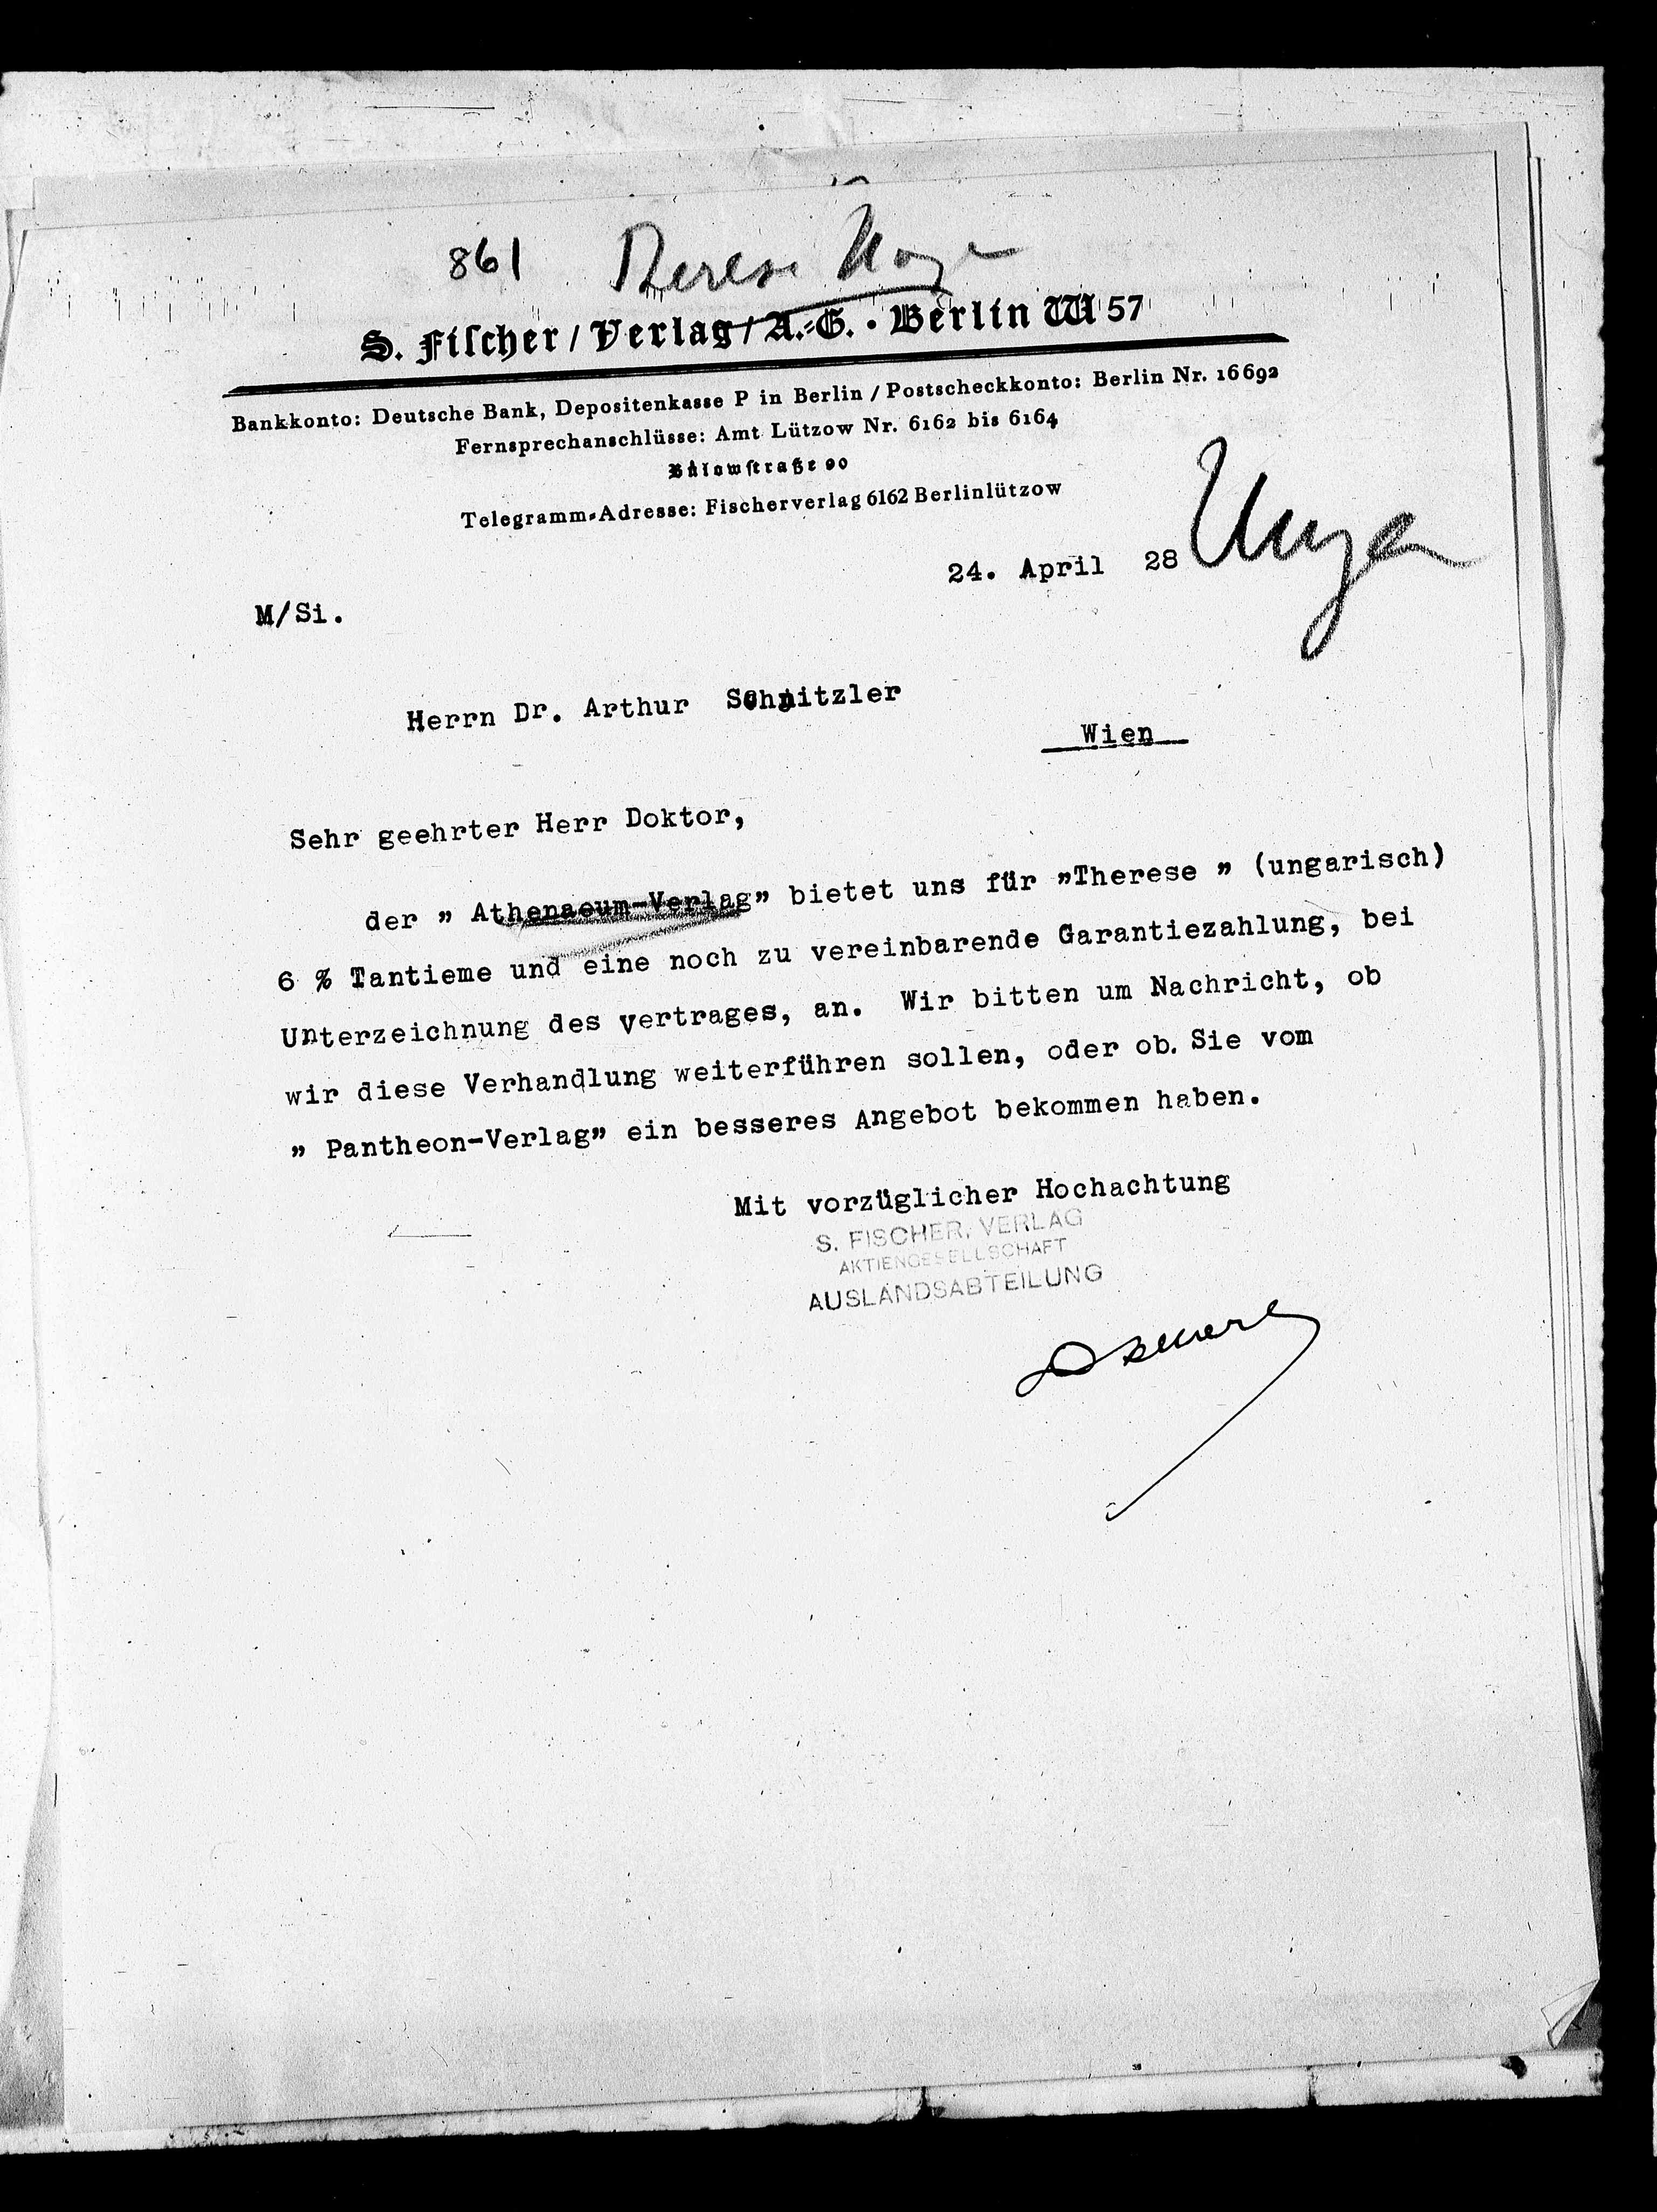 861 Therese
S. Fiſcher / Verlag / A.=G. • Berlin W 57
Bankkonto: Deutsche Bank, Depositenkasse P in Berlin / Postscheckkonto: Berlin Nr. 16692
Fernsprechanschlüsse: Amt Lützow Nr. 6162 bis 6164
Bülowſtraße 90
Telegramm-Adresse: Fischerverlag 6162 Berlinlützow
24. April 28
M/Si.
Herrn Dr. Arthur Schnitzler
Wien
Sehr geehrter Herr Doktor,
der „ Athenaeum-Verlag” bietet uns für „Therese ” (ungarisch)
6 % Tantieme und eine noch zu vereinbarende Garantiezahlung, bei
Unterzeichnung des Vertrages, an. Wir bitten um Nachricht, ob
wir diese Verhandlung weiterführen sollen, oder ob. Sie vom
„ Pantheon-Verlag” ein besseres Angebot bekommen haben.
Mit vorzüglicher Hochachtung
S. FISCHER, VERLAG
AKTIENGESELLSCHAFT
AUSLANDSABTEILUNG